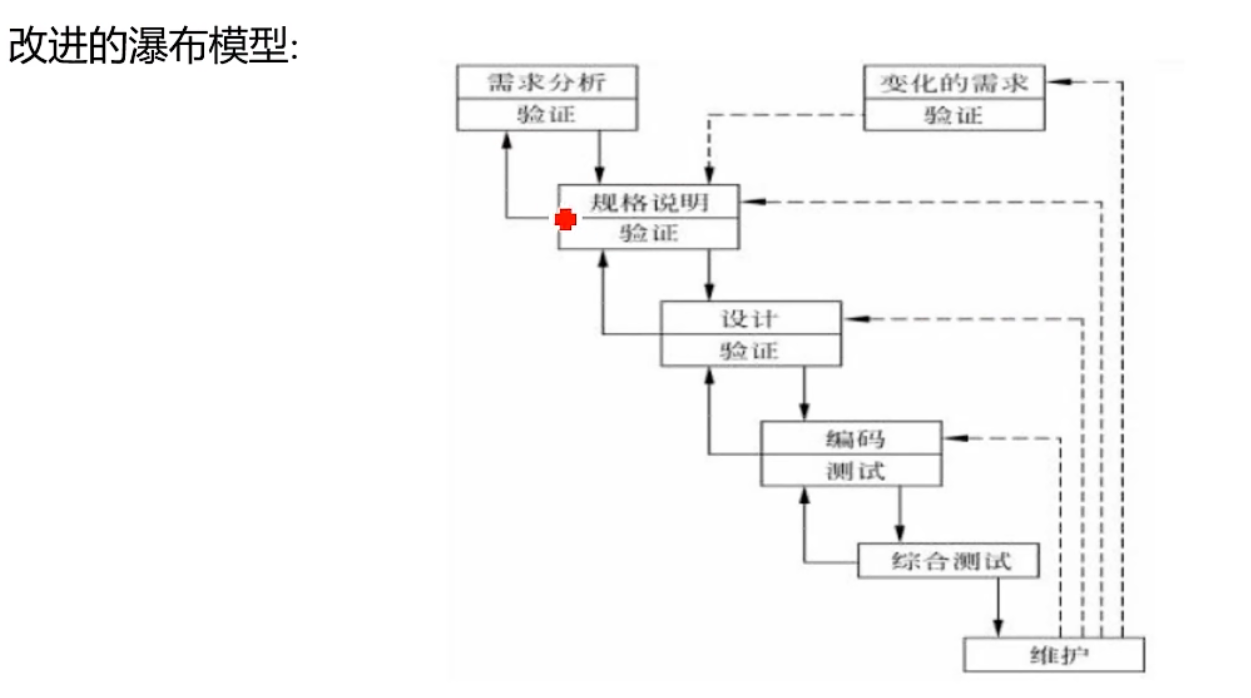 改进的瀑布模型:
需求分析
验证
变化的需求
验证
规格说明
验证
设计
验证
编码
测试
综合测试
维护